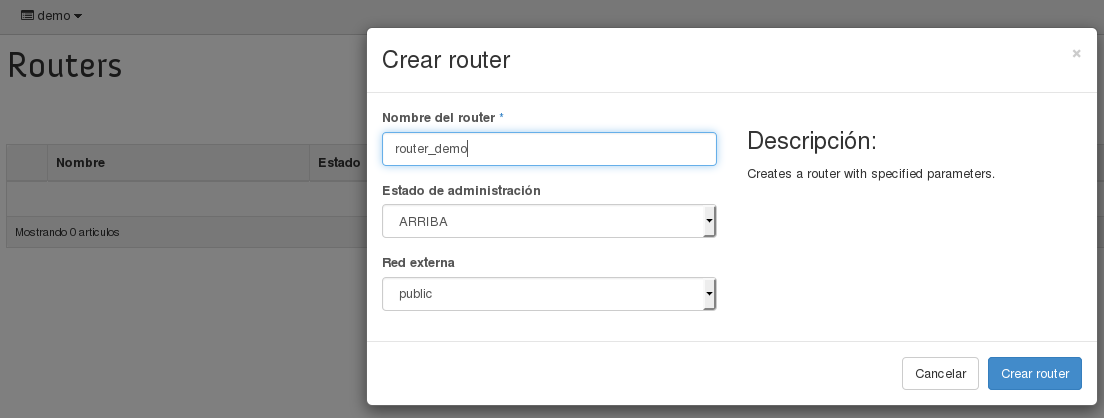 demo
Routers
Nombre Estado
Mostrando 0 artículos
Crear router
×
Nombre del router *
router_demo
Estado de administración
ARRIBA
Red externa
public
Descripción:
Creates a router with specified parameters.
Cancelar Crear router